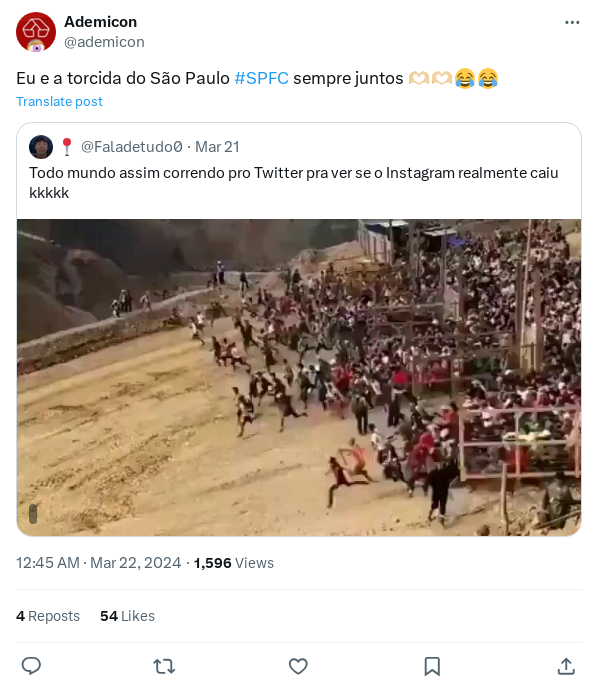 Ademicon
@ademicon
Eu e a torcida do São Paulo #SPFC sempre juntos 🫶🏻🫶🏻😂😂
Translate post
📍 @Faladetudo0 · Mar 21
Todo mundo assim correndo pro Twitter pra ver se o Instagram realmente caiu
kkkkk
12:45 AM · Mar 22, 2024 · 1,596 Views
4 Reposts 54 Likes